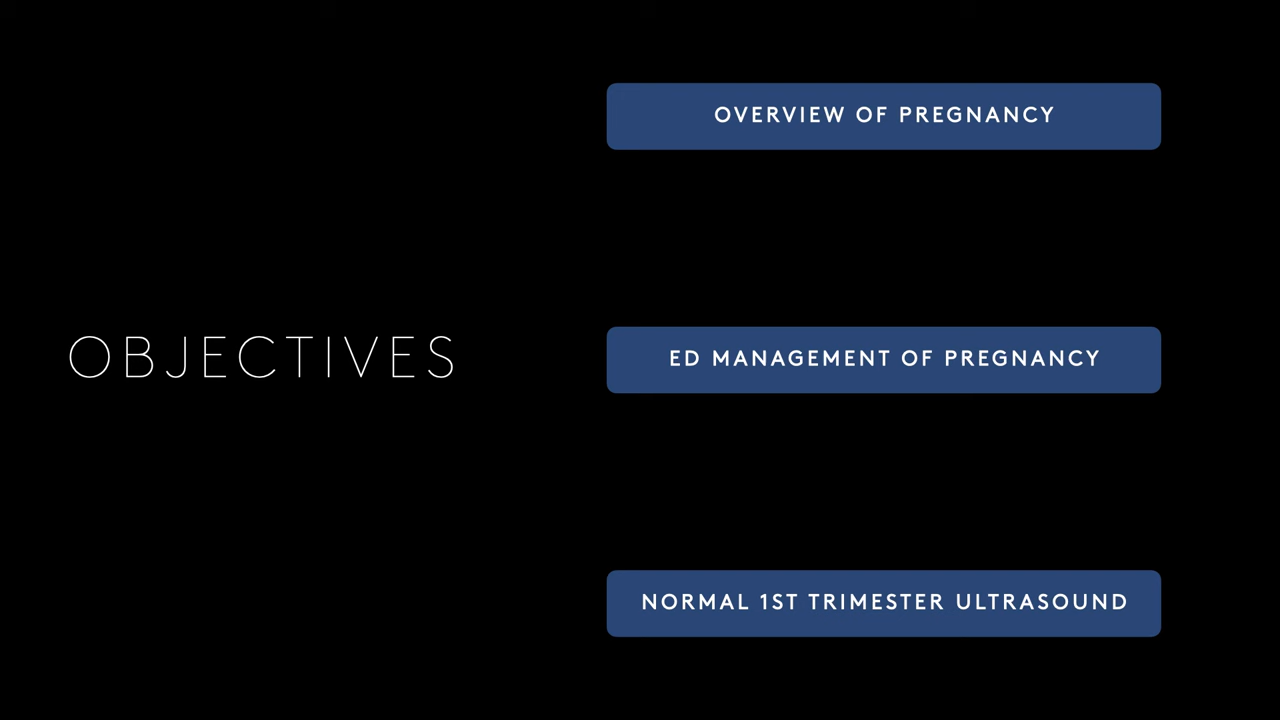 OBJECTIVES
OVERVIEW OF PREGNANCY
ED MANAGEMENT OF PREGNANCY
NORMAL 1ST TRIMESTER ULTRASOUND